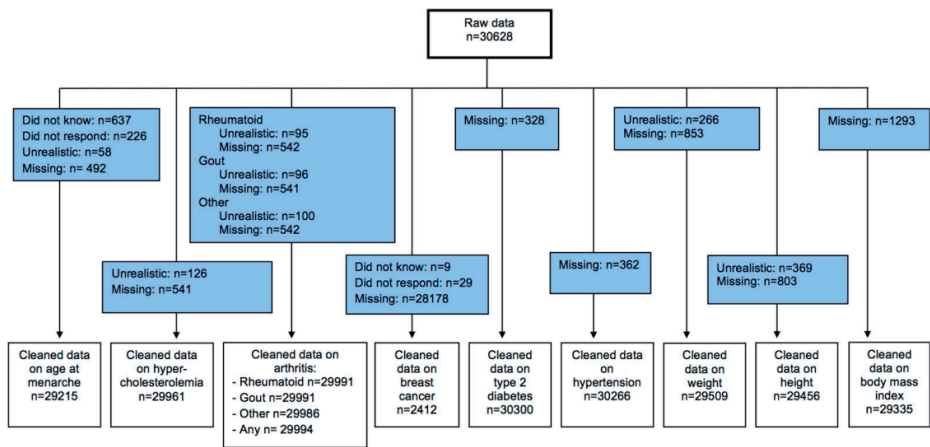 Raw data
n=30628
Did not know: n=637
Did not respond: n=226
Unrealistic: n=58
Missing: n= 492
Rheumatoid
Unrealistic: n=95
Missing: n=542
Gout
Unrealistic: n=96
Missing: n=541
Other
Unrealistic: n=100
Missing: n=542
Missing: n=328
Unrealistic: n=266
Missing: n=853
Missing: n=1293
Unrealistic: n=126
Missing: n=541
Did not know: n=9
Did not respond: n=29
Missing: n=28178
Missing: n=362
Unrealistic: n=369
Missing: n=803
Cleaned data
on age at
menarche
n=29215
Cleaned data
on hyper-
cholesterolemia
n=29961
Cleaned data on
arthritis:
- Rheumatoid n=29991
- Gout n=29991
- Other n=29986
- Any n= 29994
Cleaned
data on
breast
cancer
n=2412
Cleaned
data on
type 2
diabetes
n=30300
Cleaned data
on
hypertension
n=30266
Cleaned
data on
weight
n=29509
Cleaned
data on
height
n=29456
Cleaned
data on
body mass
index
n=29335